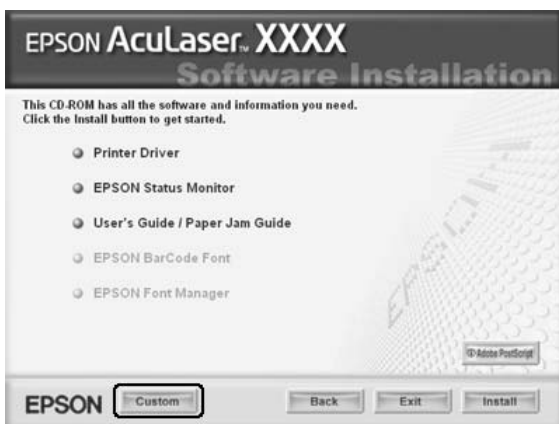 EPSON AcuLaser™ XXXX
Software Installation
This CD-ROM has all the software and information you need.
Click the Install button to get started.
Printer Driver
EPSON Status Monitor
User's Guide / Paper Jam Guide
EPSON BarCode Font
EPSON Font Manager
EPSON
Adobe PostScript
EPSON Custom Back Exit Install